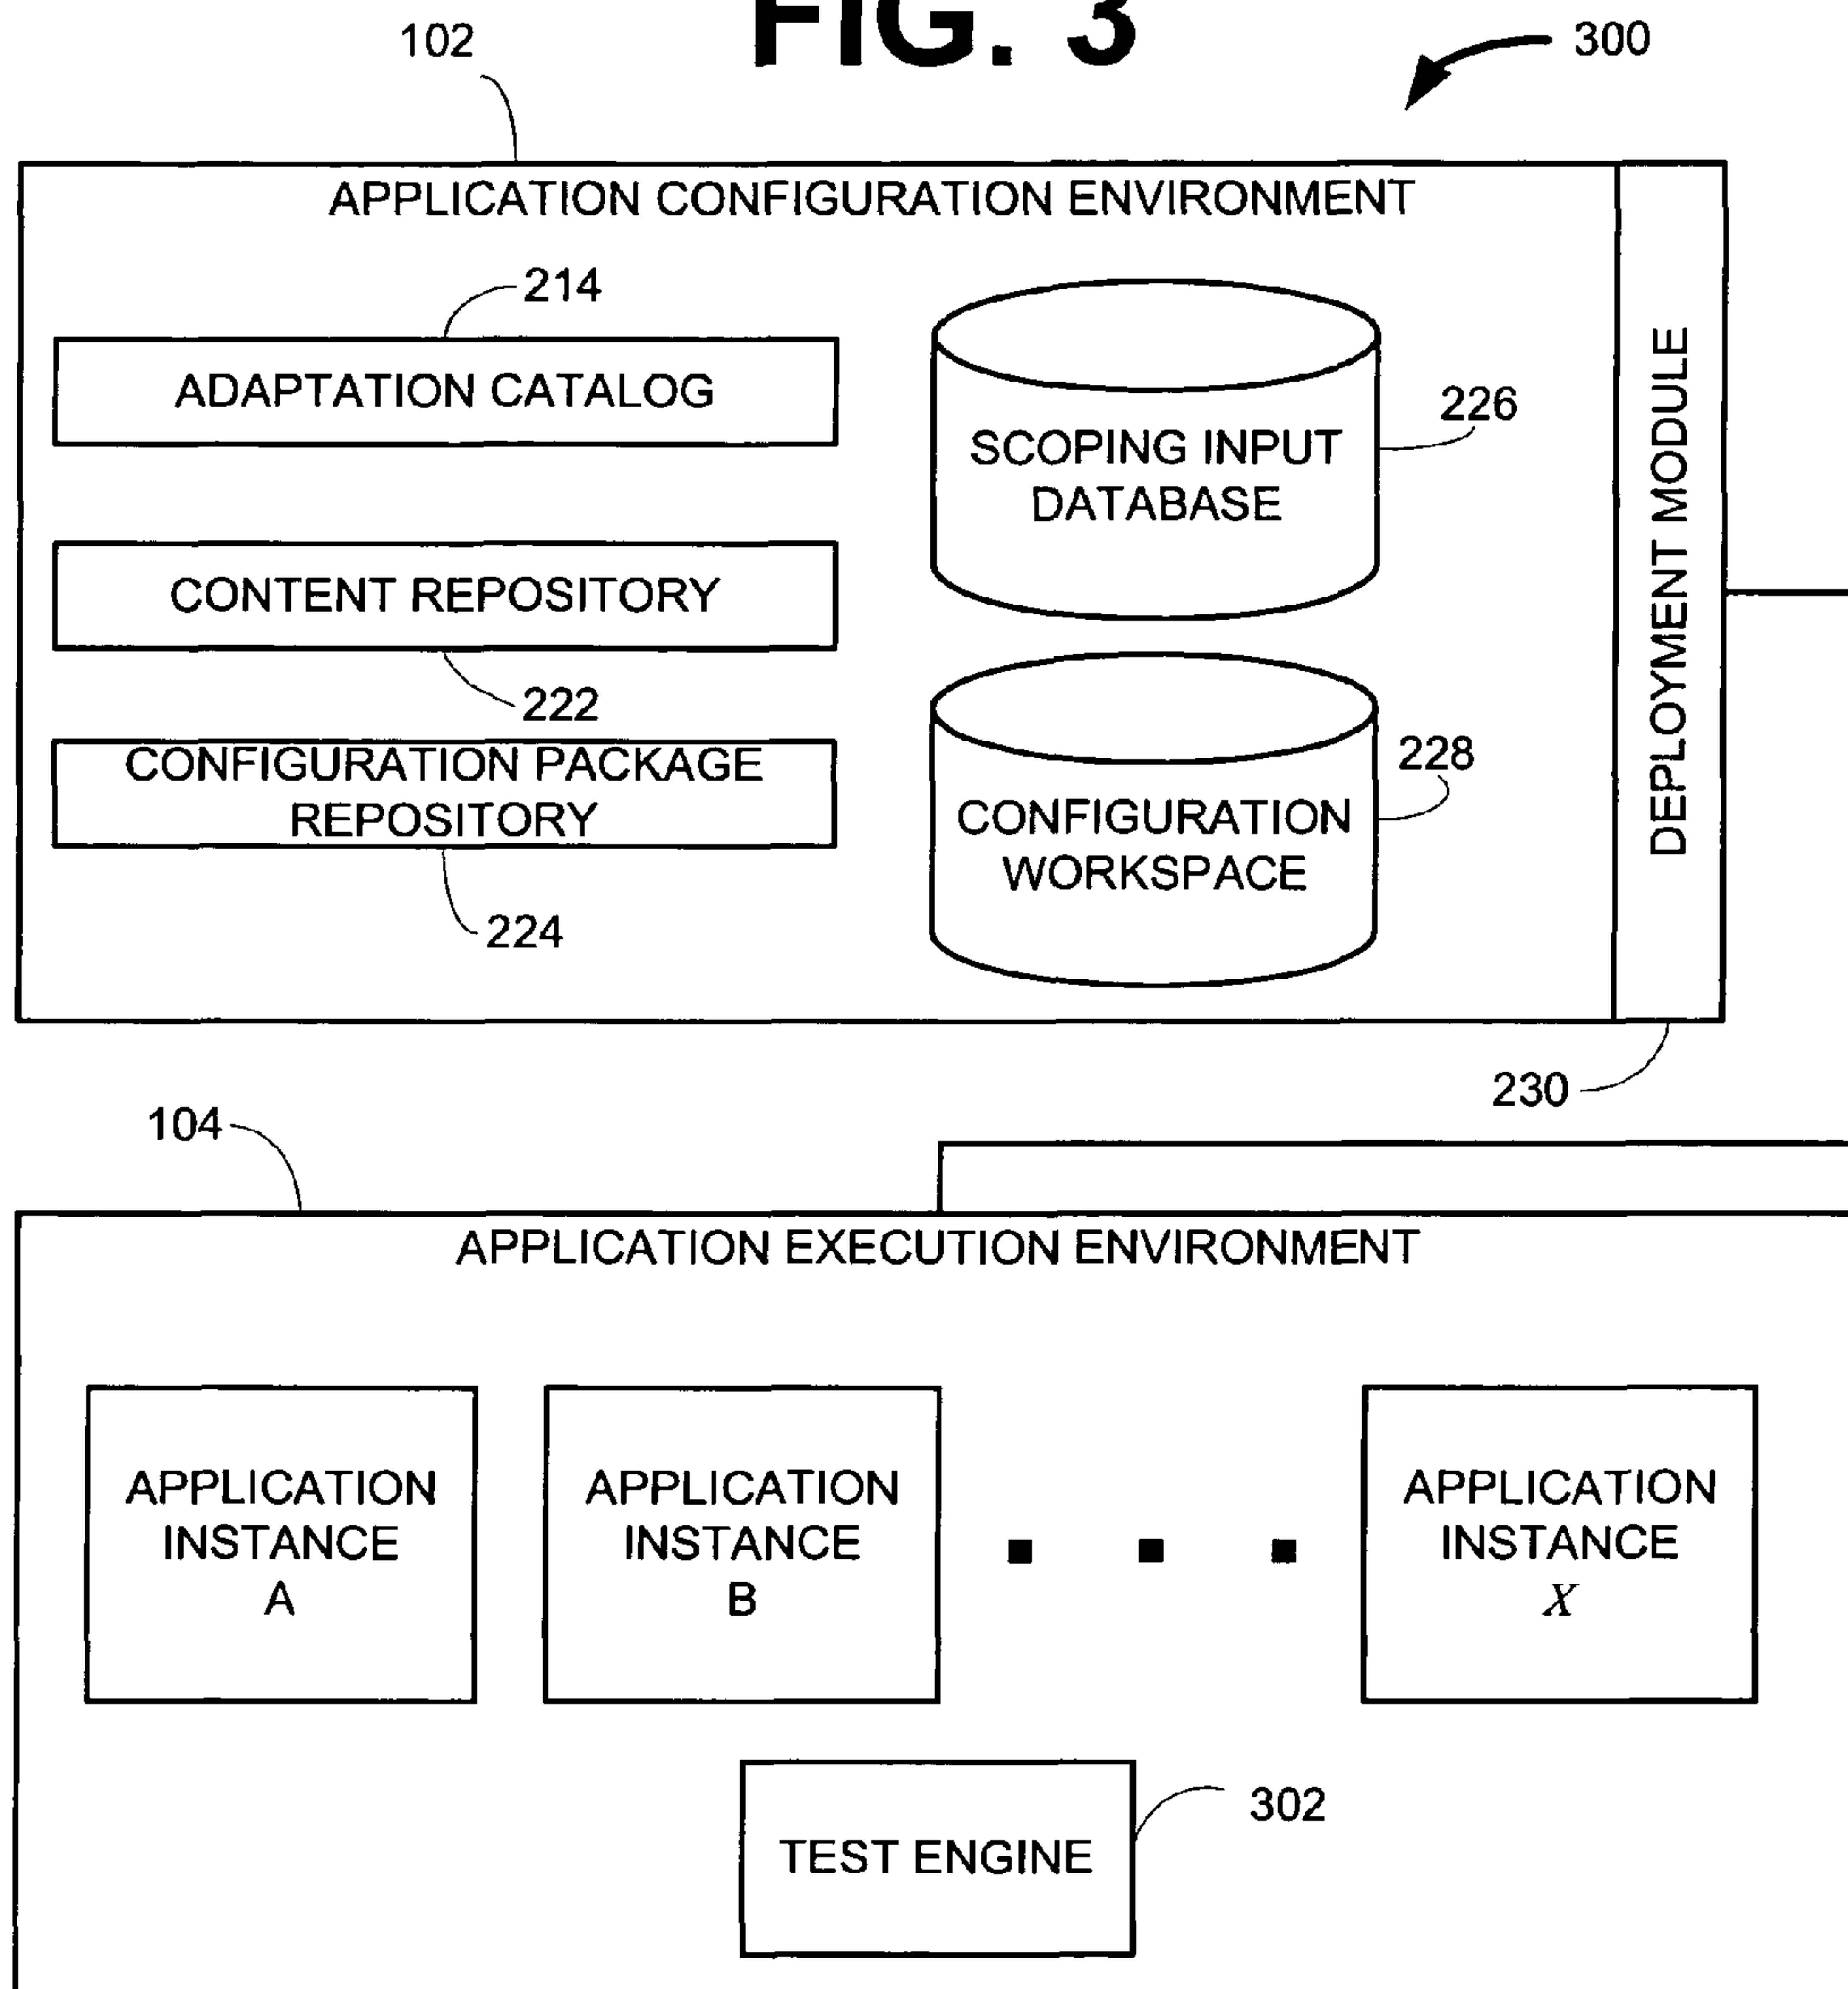 FIG. 3
102
300
APPLICATION CONFIGURATION ENVIRONMENT
214
ADAPTATION CATALOG
CONTENT REPOSITORY
222
CONFIGURATION PACKAGE
REPOSITORY
224
SCOPING INPUT
DATABASE
226
CONFIGURATION
WORKSPACE
228
DEPLOYMENT MODULE
230
104
APPLICATION EXECUTION ENVIRONMENT
APPLICATION
INSTANCE
A
APPLICATION
INSTANCE
B
APPLICATION
INSTANCE
X
TEST ENGINE
302